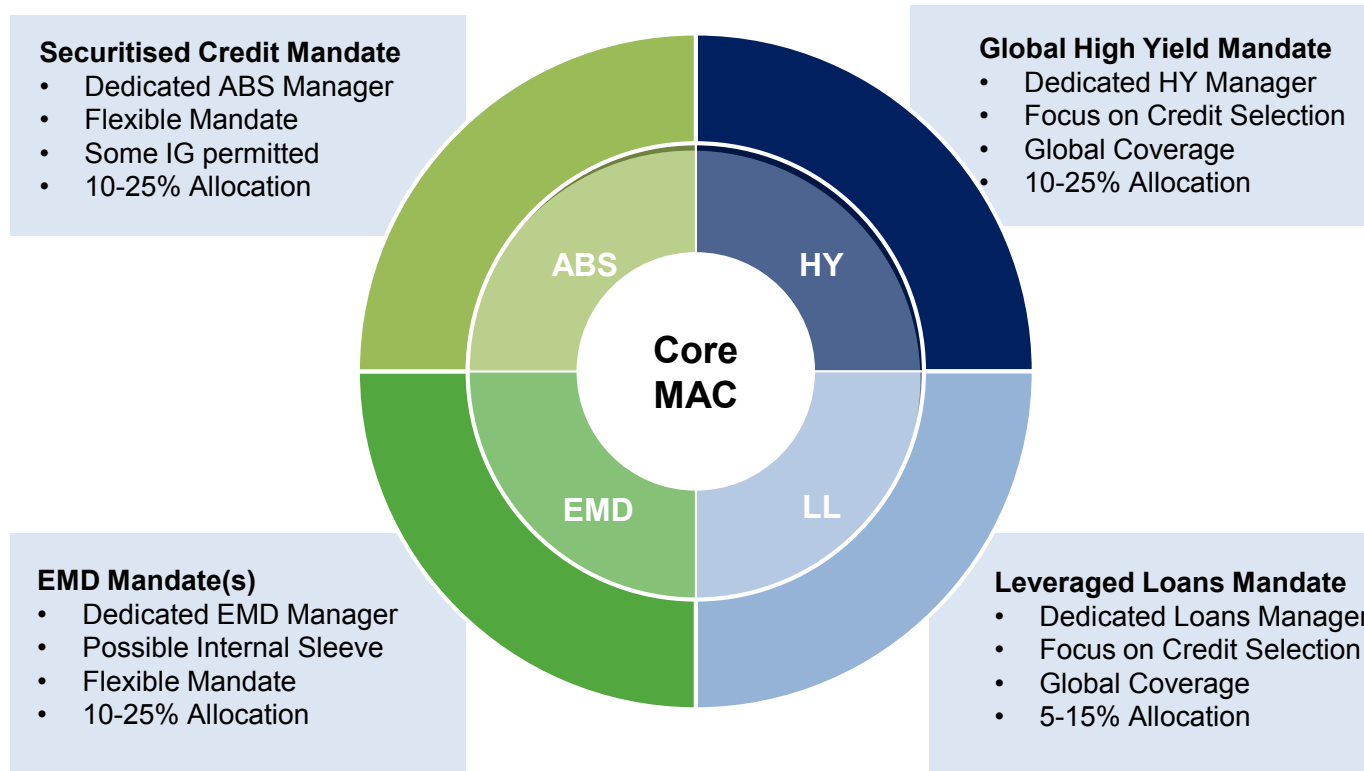 Securitised Credit Mandate
• Dedicated ABS Manager
• Flexible Mandate
• Some IG permitted
• 10-25% Allocation
Global High Yield Mandate
• Dedicated HY Manager
• Focus on Credit Selection
• Global Coverage
• 10-25% Allocation
ABS
HY
Core
MAC
EMD
LL
EMD Mandate(s)
• Dedicated EMD Manager
• Possible Internal Sleeve
• Flexible Mandate
• 10-25% Allocation
Leveraged Loans Mandate
• Dedicated Loans Manager
• Focus on Credit Selection
• Global Coverage
• 5-15% Allocation